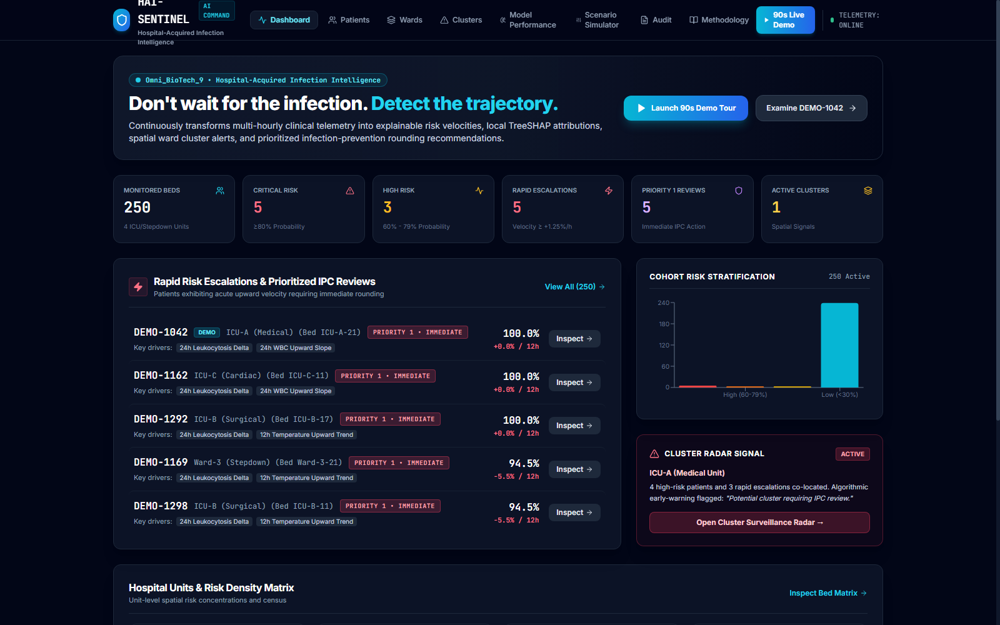 HAI-
SENTINEL
AI
COMMAND
Hospital-Acquired Infection
Intelligence
Dashboard
Patients
Wards
Clusters
Model
Performance
Scenario
Simulator
Audit
Methodology
90s Live
Demo
TELEMETRY:
ONLINE
Omni_BioTech_9 • Hospital-Acquired Infection Intelligence
Don't wait for the infection. Detect the trajectory.
Continuously transforms multi-hourly clinical telemetry into explainable risk velocities, local TreeSHAP attributions,
spatial ward cluster alerts, and prioritized infection-prevention rounding recommendations.
Launch 90s Demo Tour
Examine DEMO-1042 →
MONITORED BEDS
250
4 ICU/Stepdown Units
CRITICAL RISK
5
≥80% Probability
HIGH RISK
3
60% - 79% Probability
RAPID ESCALATIONS
5
Velocity ≥ +1.25%/h
PRIORITY 1 REVIEWS
5
Immediate IPC Action
ACTIVE CLUSTERS
1
Spatial Signals
Rapid Risk Escalations & Prioritized IPC Reviews
Patients exhibiting acute upward velocity requiring immediate rounding
View All (250) →
DEMO-1042 DEMO ICU-A (Medical) (Bed ICU-A-21) PRIORITY 1 • IMMEDIATE
Key drivers: 24h Leukocytosis Delta 24h WBC Upward Slope
100.0%
+0.0% / 12h
Inspect →
DEMO-1162 ICU-C (Cardiac) (Bed ICU-C-11) PRIORITY 1 • IMMEDIATE
Key drivers: 24h Leukocytosis Delta 24h WBC Upward Slope
100.0%
+0.0% / 12h
Inspect →
DEMO-1292 ICU-B (Surgical) (Bed ICU-B-17) PRIORITY 1 • IMMEDIATE
Key drivers: 24h Leukocytosis Delta 12h Temperature Upward Trend
100.0%
+0.0% / 12h
Inspect →
DEMO-1169 Ward-3 (Stepdown) (Bed Ward-3-21) PRIORITY 1 • IMMEDIATE
Key drivers: 24h Leukocytosis Delta 12h Temperature Upward Trend
94.5%
-5.5% / 12h
Inspect →
DEMO-1298 ICU-B (Surgical) (Bed ICU-B-11) PRIORITY 1 • IMMEDIATE
Key drivers: 24h Leukocytosis Delta 12h Temperature Upward Trend
94.5%
-5.5% / 12h
Inspect →
COHORT RISK STRATIFICATION
250 Active
240
180
120
60
0
High (60-79%)
Low (<30%)
CLUSTER RADAR SIGNAL
ACTIVE
ICU-A (Medical Unit)
4 high-risk patients and 3 rapid escalations co-located. Algorithmic
early-warning flagged: "Potential cluster requiring IPC review."
Open Cluster Surveillance Radar →
Hospital Units & Risk Density Matrix
Unit-level spatial risk concentrations and census
Inspect Bed Matrix →